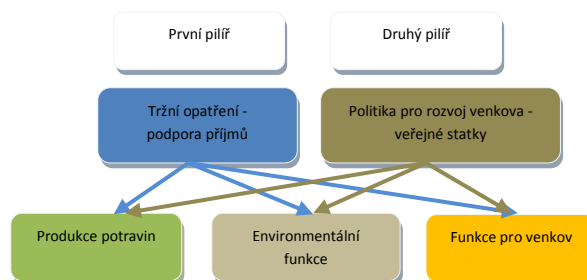 První pilíř
Druhý pilíř
Tržní opatření -
podpora příjmů
Politika pro rozvoj venkova -
veřejné statky
Produkce potravin
Environmentální
funkce
Funkce pro venkov